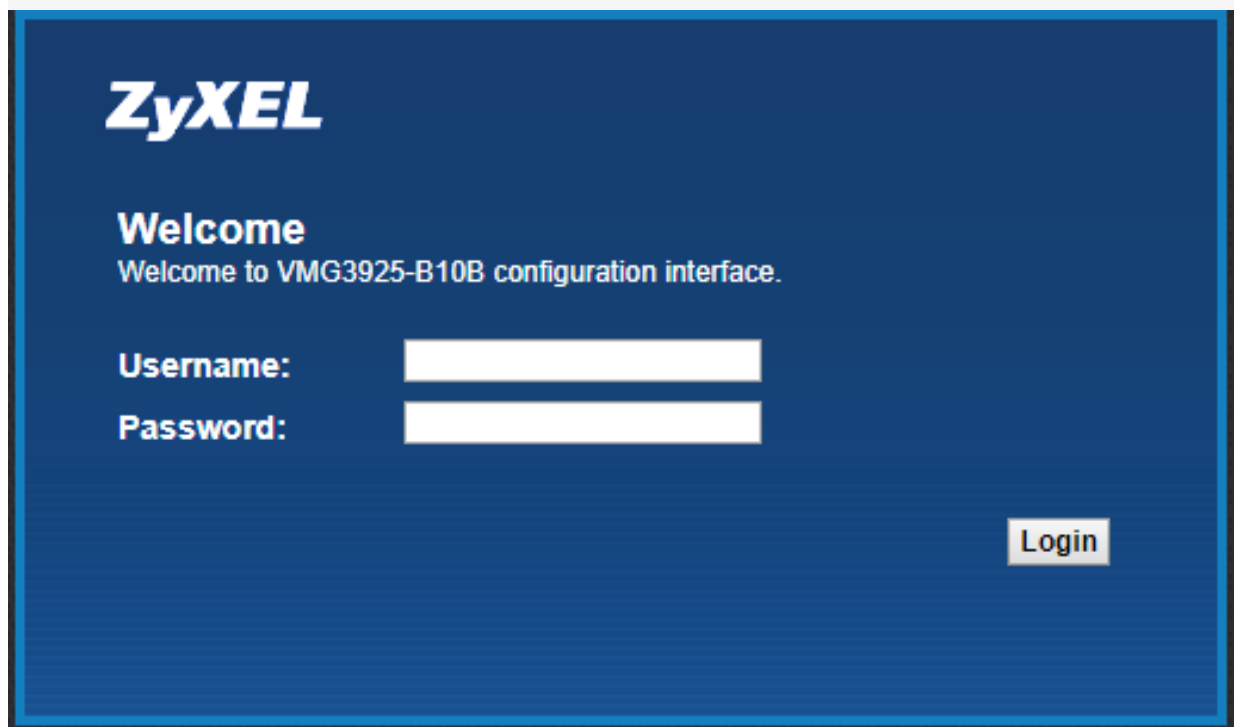 ZyXEL
Welcome
Welcome to VMG3925-B10B configuration interface.
Username:
Password:
Login